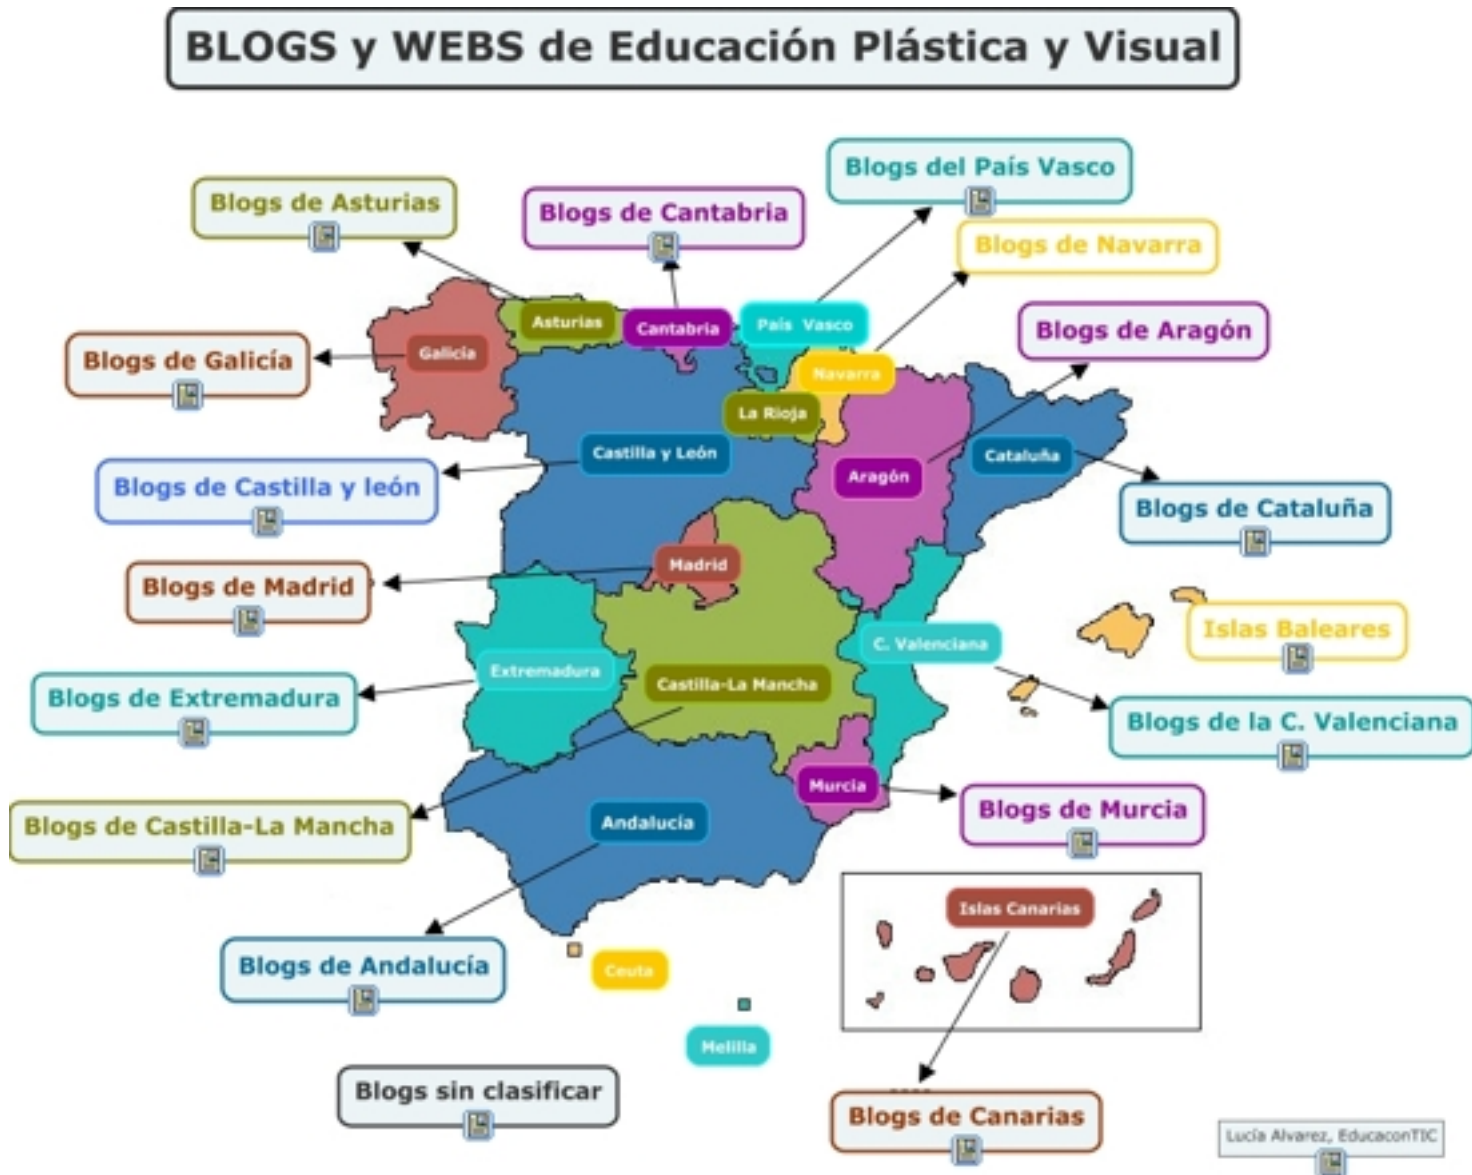 BLOGS y WEBS de Educación Plástica y Visual
Blogs del País Vasco
Blogs de Asturias
Blogs de Cantabria
Blogs de Navarra
Asturias
Cantabria
País Vasco
Blogs de Aragón
Blogs de Galicía
Galicia
Navarra
La Rioja
Castilla y León
Aragón
Cataluña
Blogs de Castilla y león
Blogs de Cataluña
Madrid
Blogs de Madrid
Islas Baleares
C. Valenciana
Extremadura
Castilla-La Mancha
Blogs de Extremadura
Blogs de la C. Valenciana
Murcia
Blogs de Murcia
Andalucía
Blogs de Castilla-La Mancha
Islas Canarias
Blogs de Andalucía
Ceuta
Melilla
Blogs sin clasificar
Blogs de Canarias
Lucía Alvarez, EducaconTIC